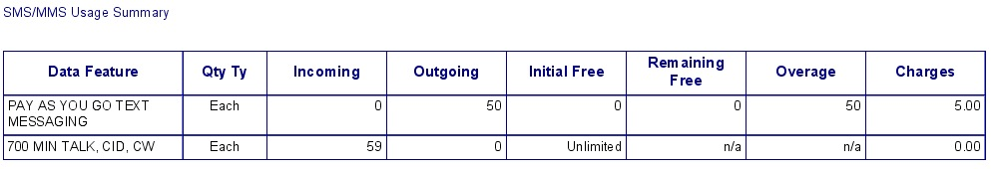 SMS/MMS Usage Summary
Data Feature Qty Ty Incoming Outgoing Initial Free Remaining Free Overage Charges
PAY AS YOU GO TEXT MESSAGING Each 0 50 0 0 50 5.00
700 MIN TALK, CID, CW Each 59 0 Unlimited n/a n/a 0.00